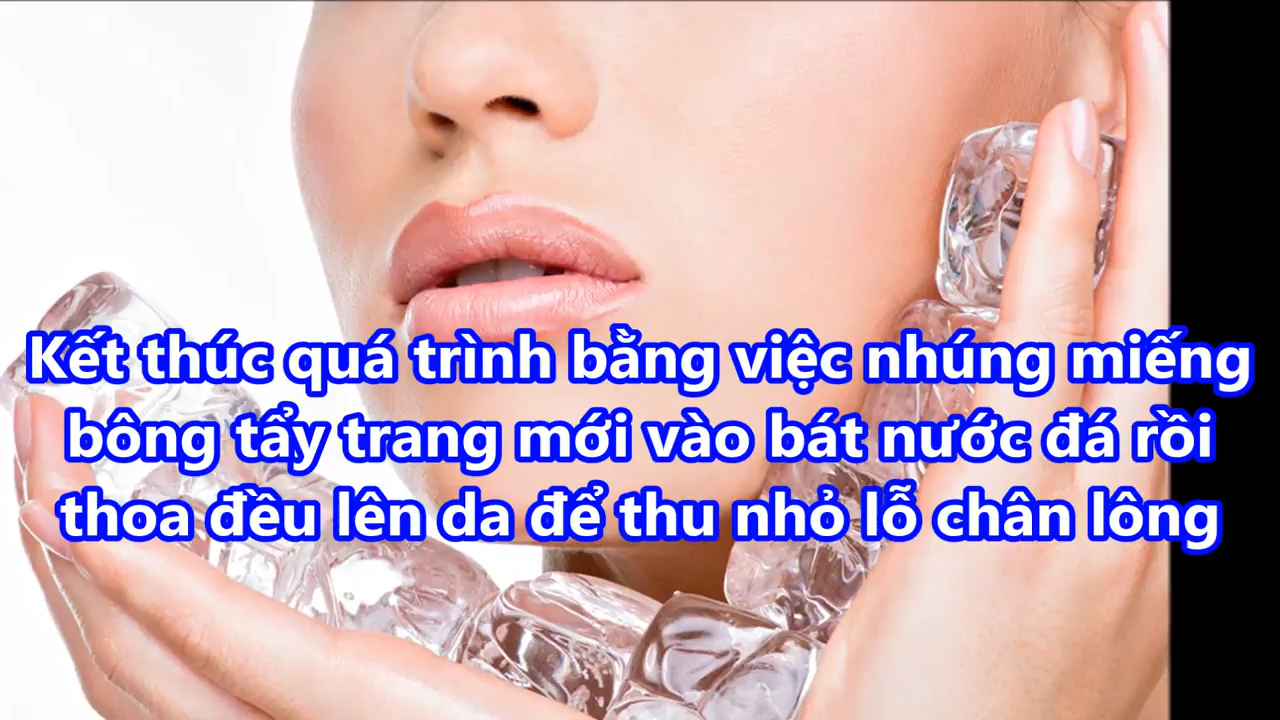 Kết thúc quá trình bằng việc nhúng miếng
bông tẩy trang mới vào bát nước đá rồi
thoa đều lên da để thu nhỏ lỗ chân lông